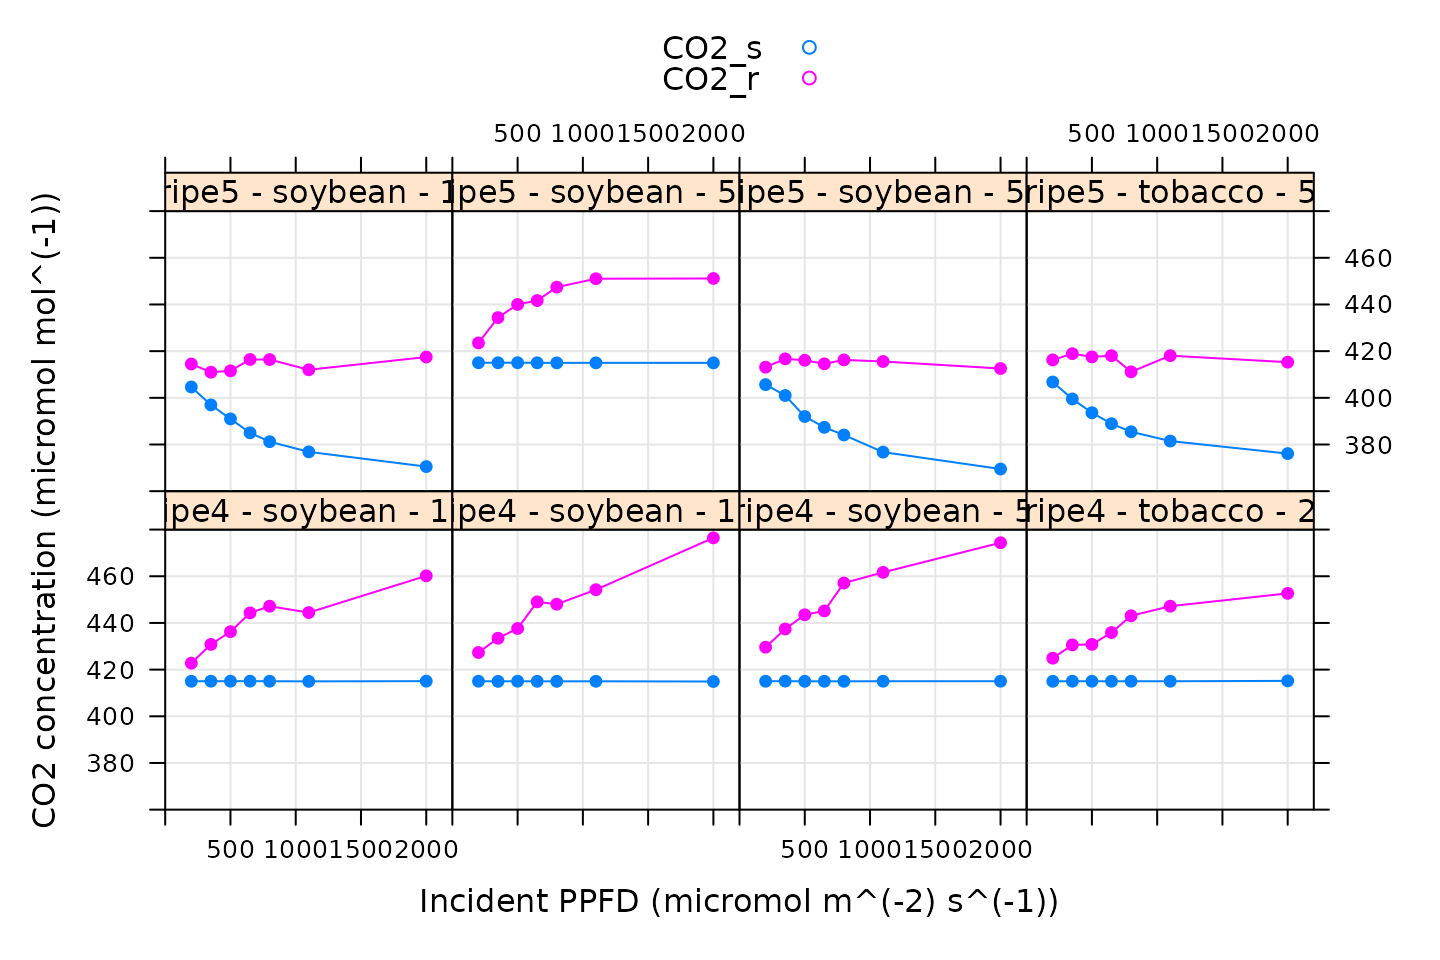 CO2_s
CO2_r
500 1000 1500 2000 500 1000 1500 2000
ripe5 - soybean - 1 ipe5 - soybean - 5 ipe5 - soybean - 5 ripe5 - tobacco - 5
460
440
420
400
380
ipe4 - soybean - 1 pe4 - soybean - 1 ripe4 - soybean - 5 ripe4 - tobacco - 2
460
440
420
400
380
500 1000 1500 2000 500 1000 1500 2000
CO2 concentration (micromol mol^(-1))
Incident PPFD (micromol m^(-2) s^(-1))